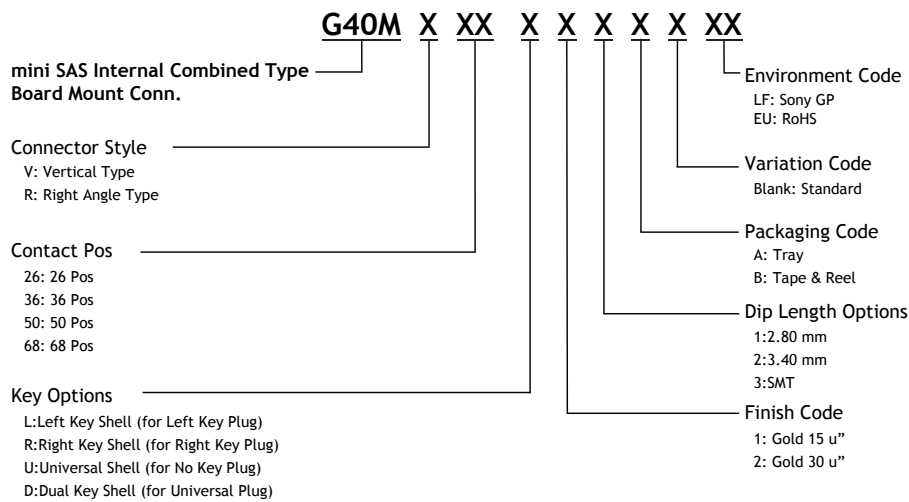 G40M X XX X X X X X XX
mini SAS Internal Combined Type
Board Mount Conn.
Connector Style
V: Vertical Type
R: Right Angle Type
Contact Pos
26: 26 Pos
36: 36 Pos
50: 50 Pos
68: 68 Pos
Key Options
L:Left Key Shell (for Left Key Plug)
R:Right Key Shell (for Right Key Plug)
U:Universal Shell (for No Key Plug)
D:Dual Key Shell (for Universal Plug)
Environment Code
LF: Sony GP
EU: RoHS
Variation Code
Blank: Standard
Packaging Code
A: Tray
B: Tape & Reel
Dip Length Options
1:2.80 mm
2:3.40 mm
3:SMT
Finish Code
1: Gold 15 u”
2: Gold 30 u”